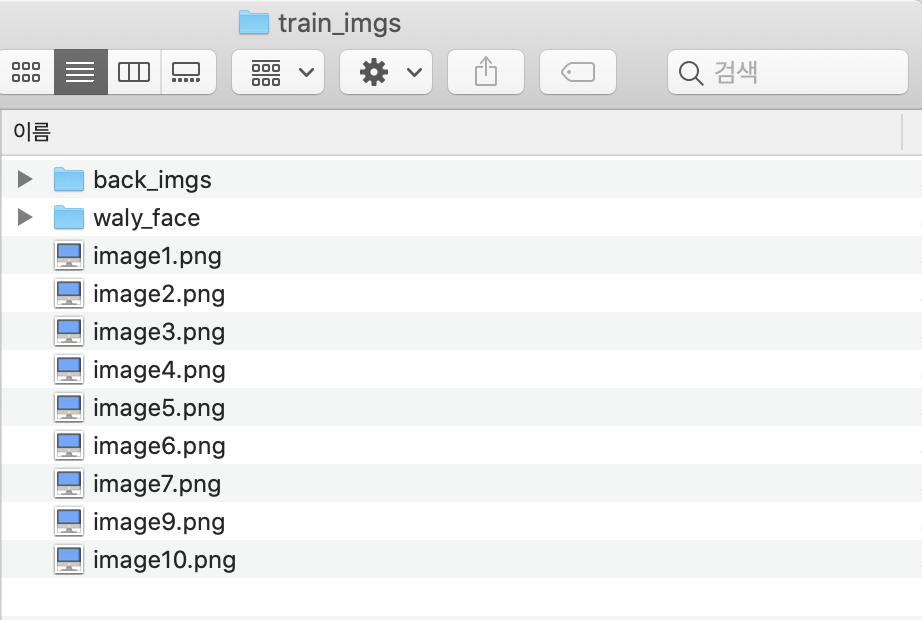 train_imgs
검색
이름
back_imgs
waly_face
image1.png
image2.png
image3.png
image4.png
image5.png
image6.png
image7.png
image9.png
image10.png